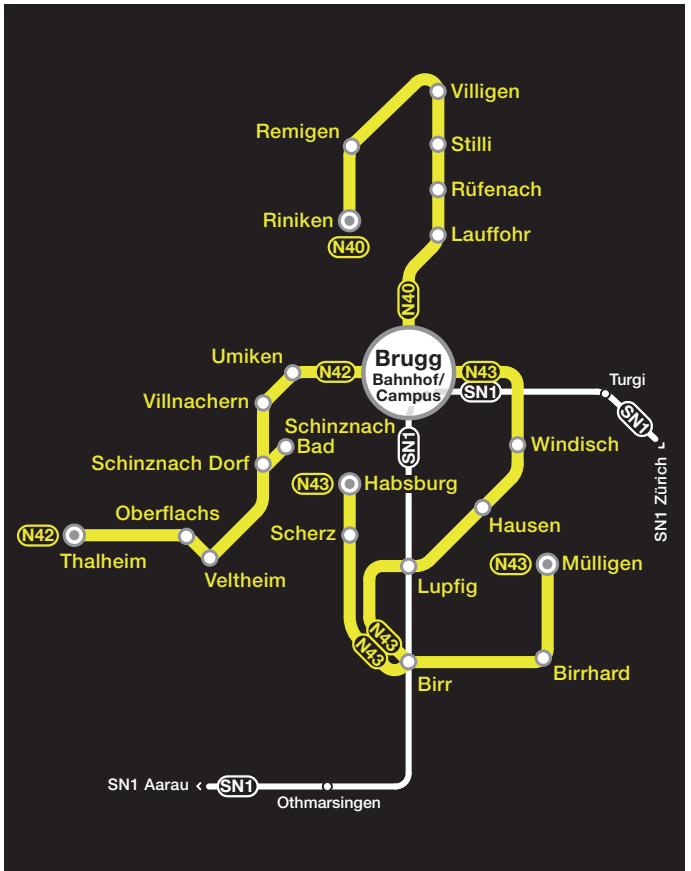 Villigen
Remigen
Stilli
Rüfenach
Riniken
N40
Lauffohr
N40
Brugg
Bahnhof/
Campus
Umiken
N42
N43
SN1
Turgi
SN1
Villnachern
Schinznach
Bad
SN1
Windisch
Schinznach Dorf
N43
Habsburg
SN1 Zürich
Oberflachs
Hausen
N42
Thalheim
Scherz
Veltheim
Lupfig
N43
Mülligen
N43
N43
Birr
Birrhard
SN1 Aarau
SN1
Othmarsingen